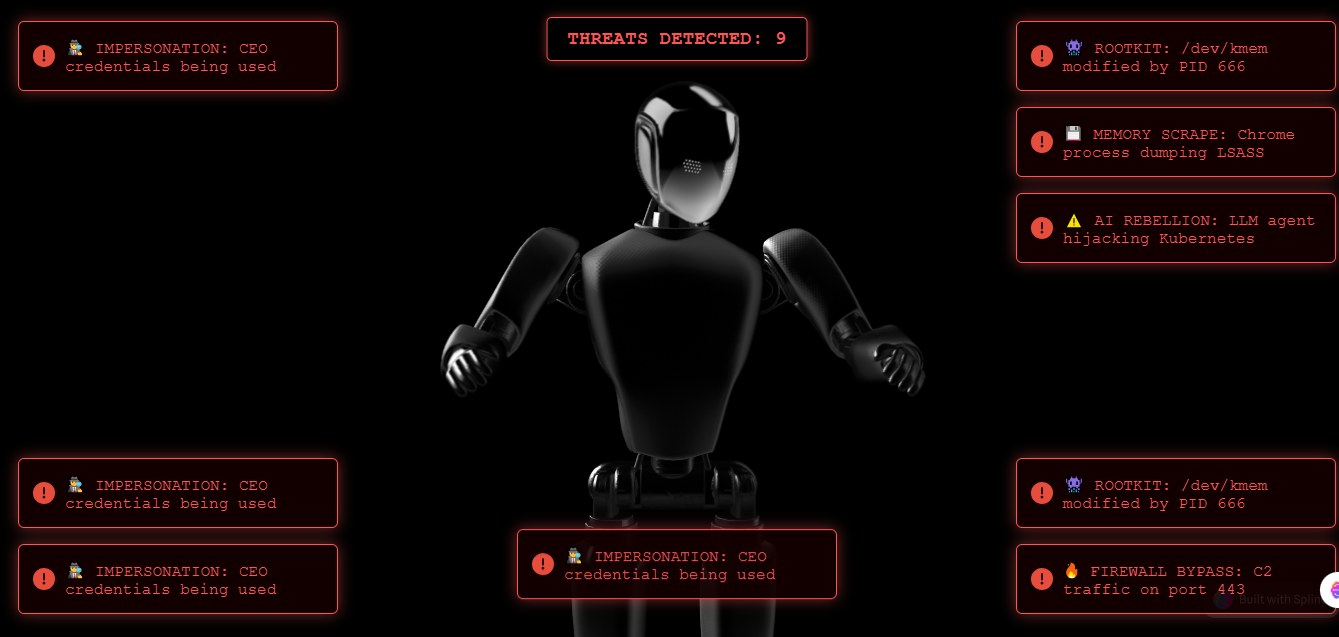 THREATS DETECTED: 9
🕵️ IMPERSONATION: CEO
credentials being used
👾 ROOTKIT: /dev/kmem
modified by PID 666
💾 MEMORY SCRAPE: Chrome
process dumping LSASS
⚠️ AI REBELLION: LLM agent
hijacking Kubernetes
🕵️ IMPERSONATION: CEO
credentials being used
🕵️ IMPERSONATION: CEO
credentials being used
🕵️ IMPERSONATION: CEO
credentials being used
👾 ROOTKIT: /dev/kmem
modified by PID 666
🔥 FIREWALL BYPASS: C2
traffic on port 443
Built with